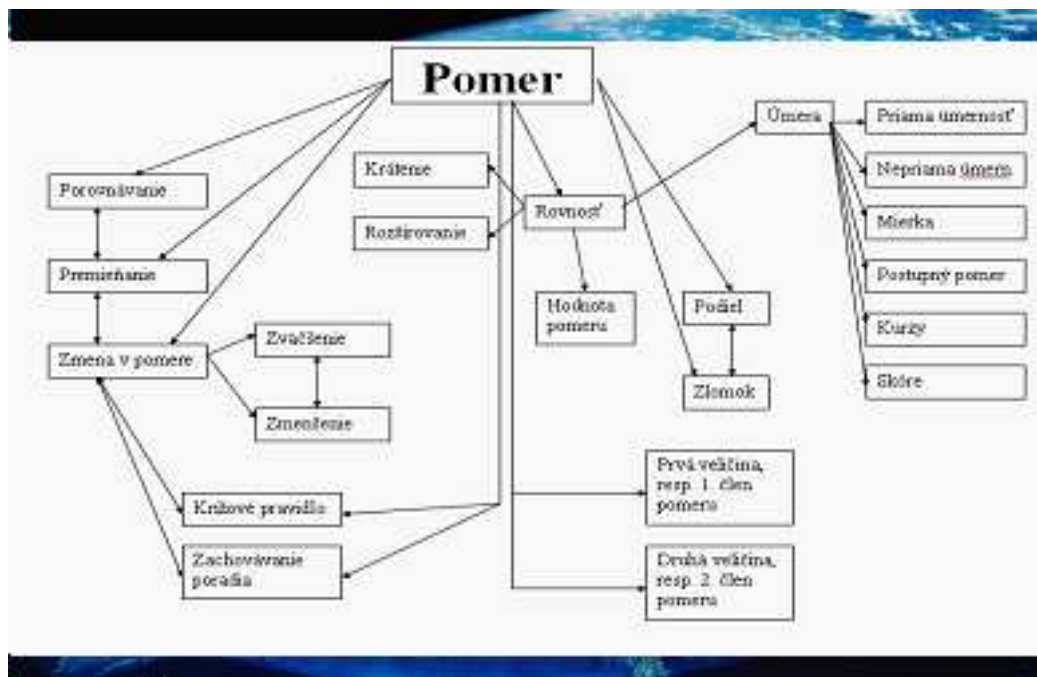 Pomer
Úmera
Priama úmernosť
Krátenie
Nepriama úmern
Porovnávanie
Rovnosť
Mierka
Rozširovanie
Premieňanie
Postupný pomer
Hodnota
pomeru
Podiel
Zväčšenie
Kurzy
Zmena v pomere
Zlomok
Skóre
Zmenšenie
Prvá veličina,
resp. 1. člen
pomeru
Krížové pravidlo
Zachovávanie
poradia
Druhá veličina,
resp. 2. člen
pomeru